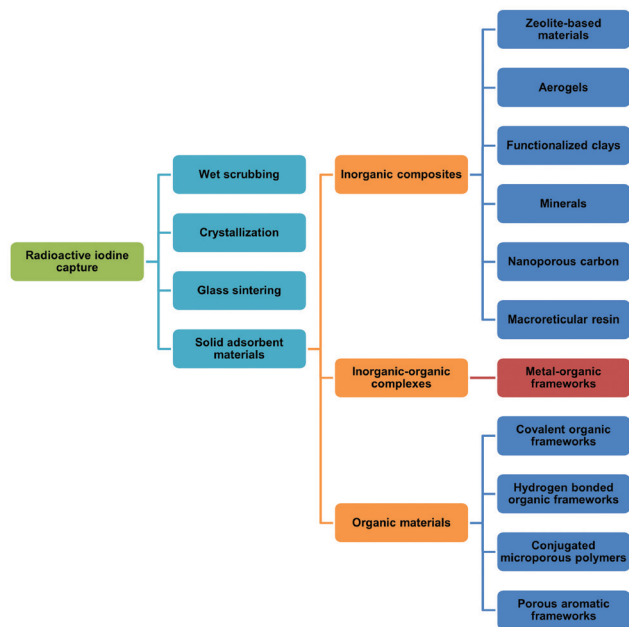 Radioactive iodine
capture
Wet scrubbing
Crystallization
Glass sintering
Solid adsorbent
materials
Inorganic composites
Inorganic-organic
complexes
Organic materials
Zeolite-based
materials
Aerogels
Functionalized clays
Minerals
Nanoporous carbon
Macroreticular resin
Metal-organic
frameworks
Covalent organic
frameworks
Hydrogen bonded
organic frameworks
Conjugated
microporous polymers
Porous aromatic
frameworks